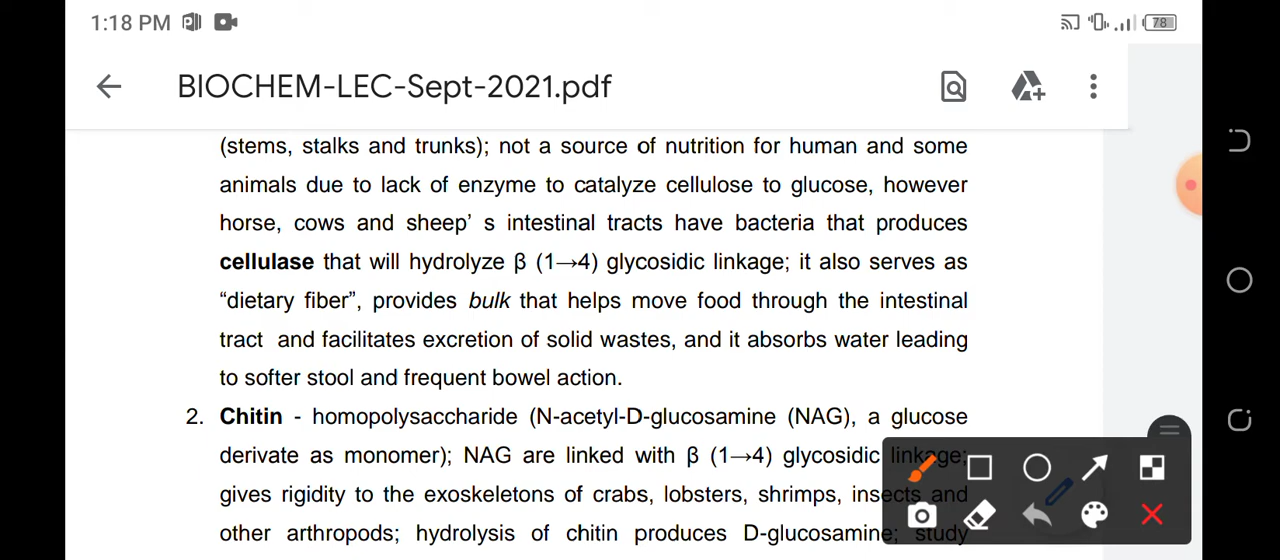 1:18 PM 78
BIOCHEM-LEC-Sept-2021.pdf
(stems, stalks and trunks); not a source of nutrition for human and some
animals due to lack of enzyme to catalyze cellulose to glucose, however
horse, cows and sheep' s intestinal tracts have bacteria that produces
cellulase that will hydrolyze β (1→4) glycosidic linkage; it also serves as
“dietary fiber”, provides bulk that helps move food through the intestinal
tract and facilitates excretion of solid wastes, and it absorbs water leading
to softer stool and frequent bowel action.
2. Chitin - homopolysaccharide (N-acetyl-D-glucosamine (NAG), a glucose
derivate as monomer); NAG are linked with β (1→4) glycosidic linkage;
gives rigidity to the exoskeletons of crabs, lobsters, shrimps, insects and
other arthropods; hydrolysis of chitin produces D-glucosamine; study